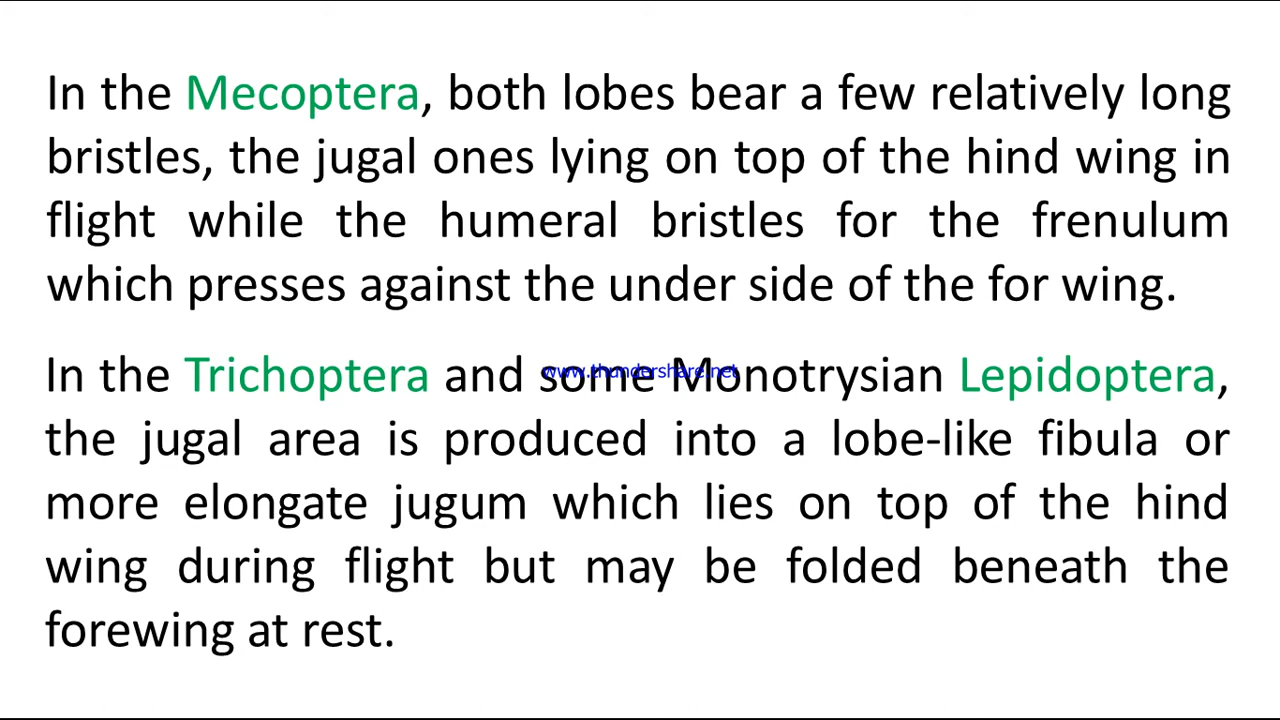 In the Mecoptera, both lobes bear a few relatively long
bristles, the jugal ones lying on top of the hind wing in
flight while the humeral bristles for the frenulum
which presses against the under side of the for wing.
In the Trichoptera and some Monotrysian Lepidoptera,
www.thundershare.net
the jugal area is produced into a lobe-like fibula or
more elongate jugum which lies on top of the hind
wing during flight but may be folded beneath the
forewing at rest.